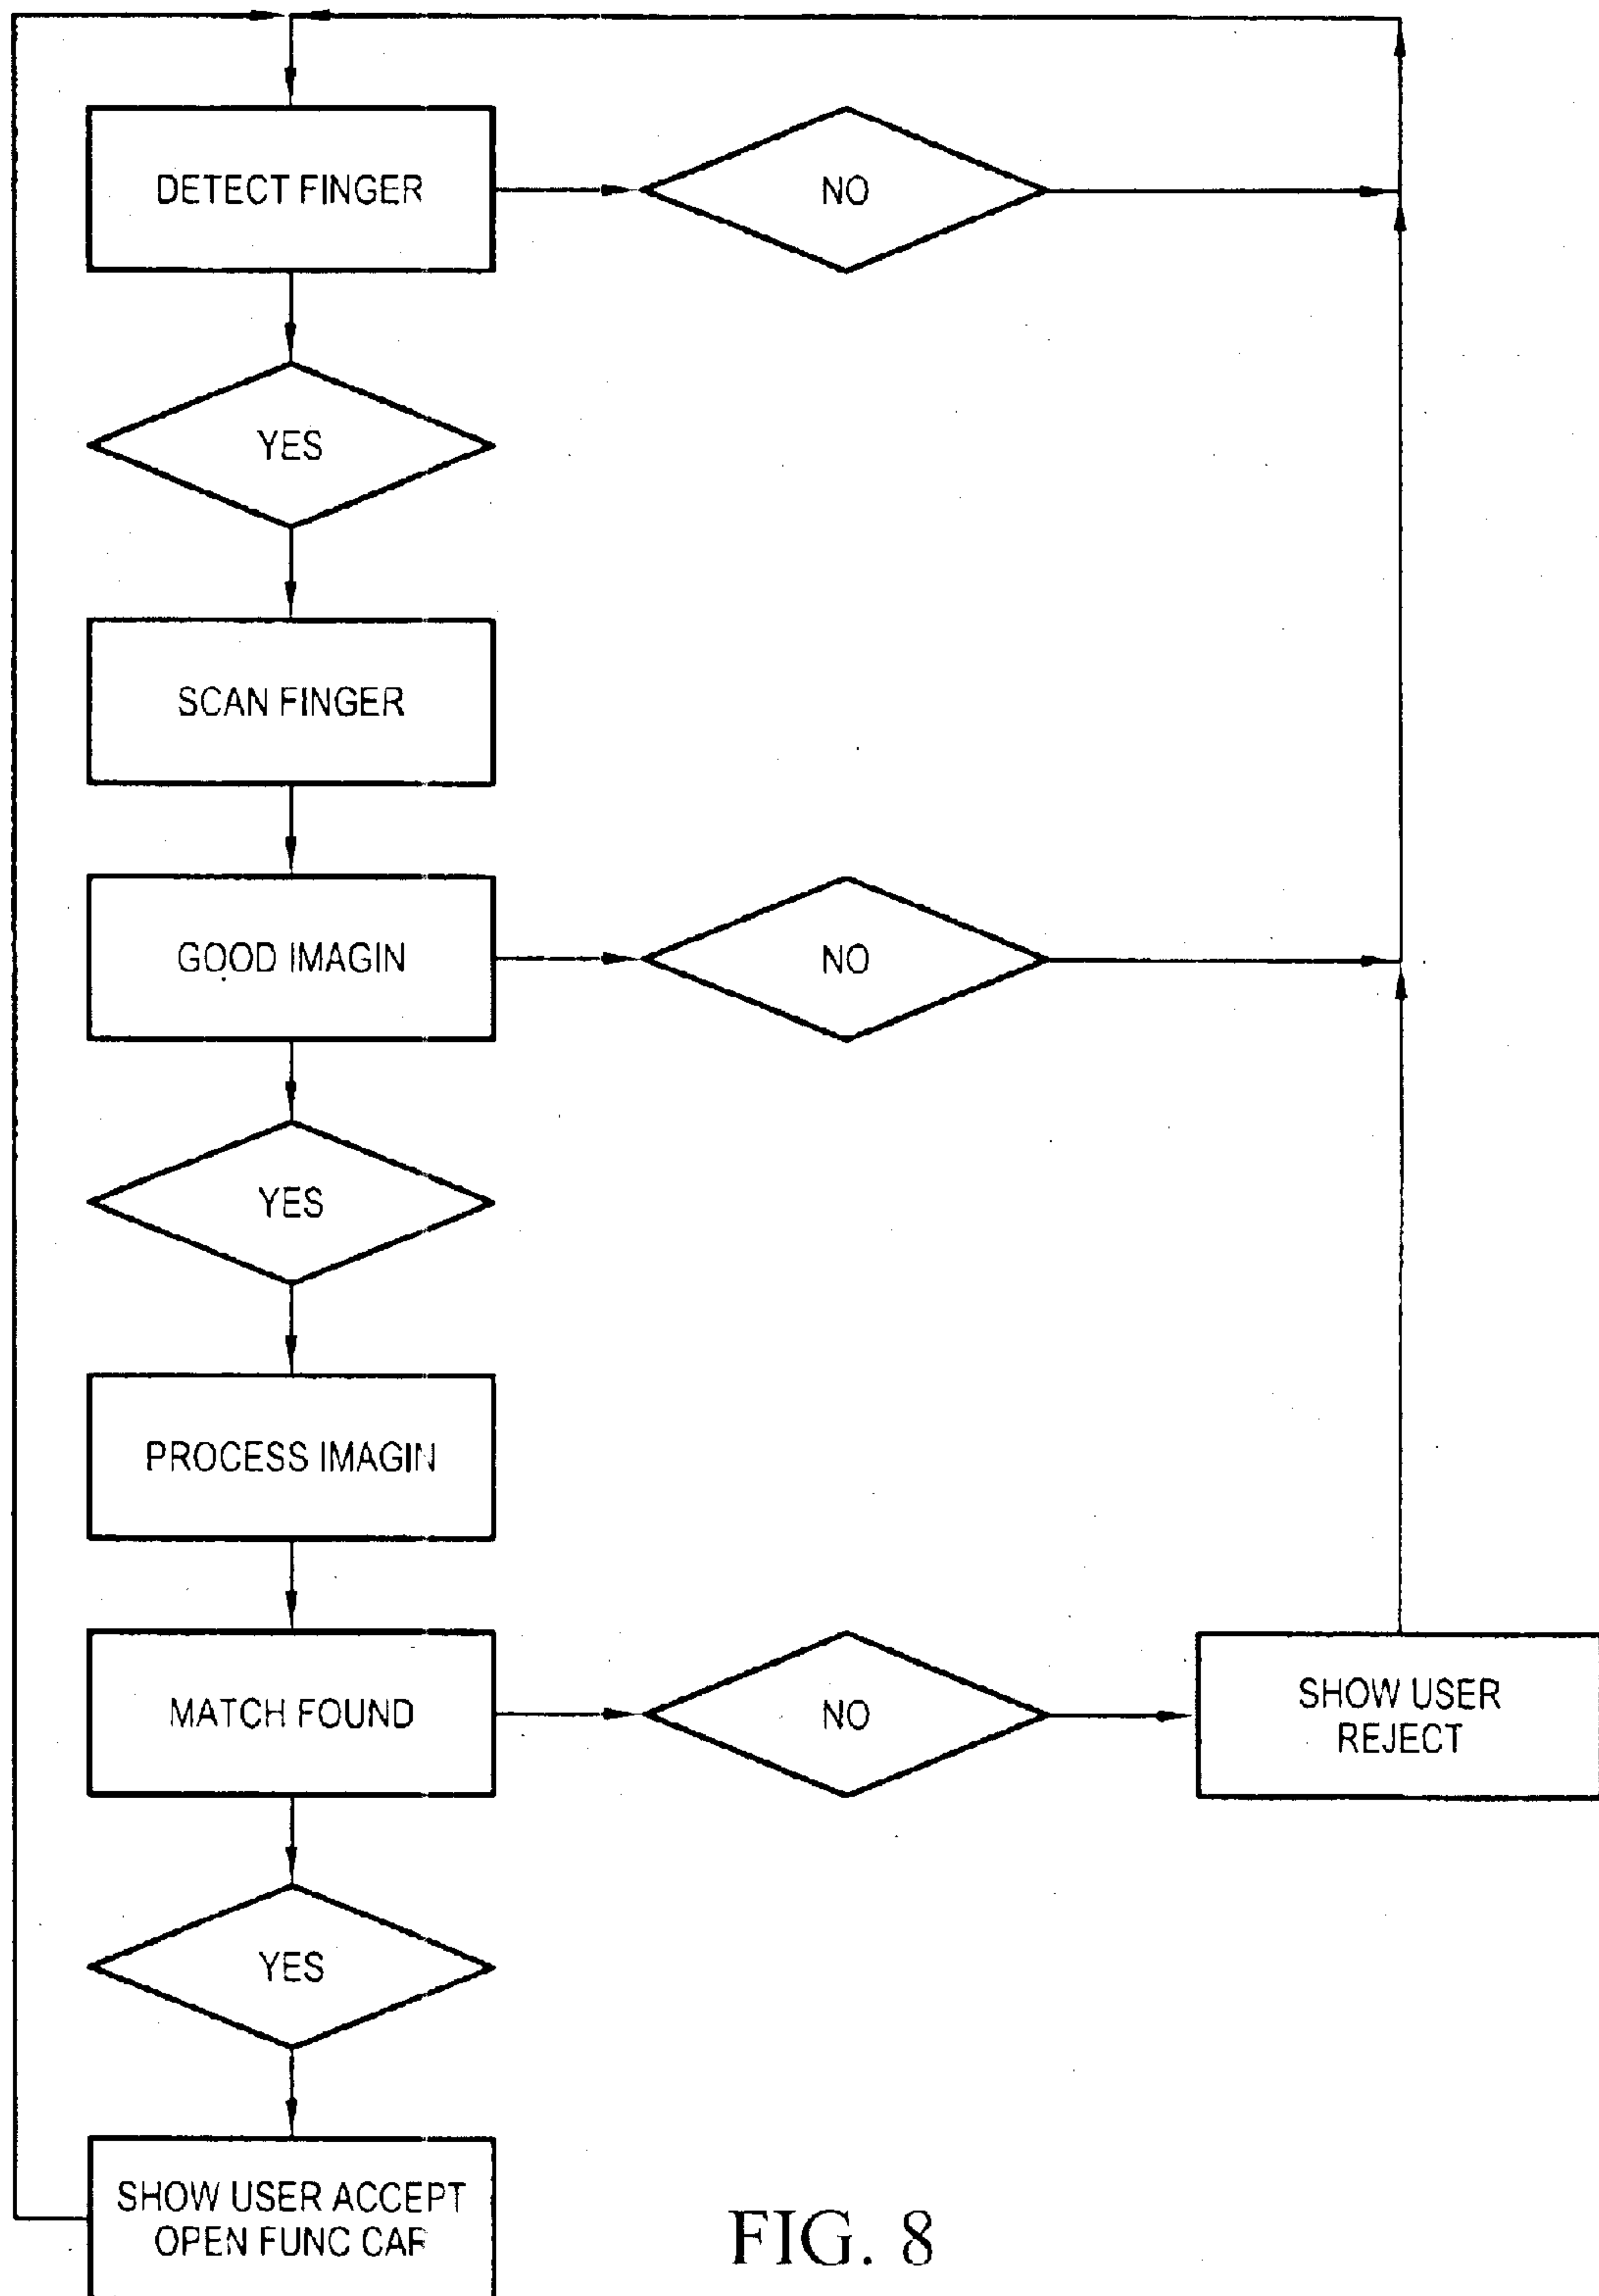 DETECT FINGER
NO
YES
SCAN FINGER
GOOD IMAGIN
NO
YES
PROCESS IMAGIN
MATCH FOUND
NO
SHOW USER
REJECT
YES
SHOW USER ACCEPT
OPEN FUNC CAR
FIG. 8